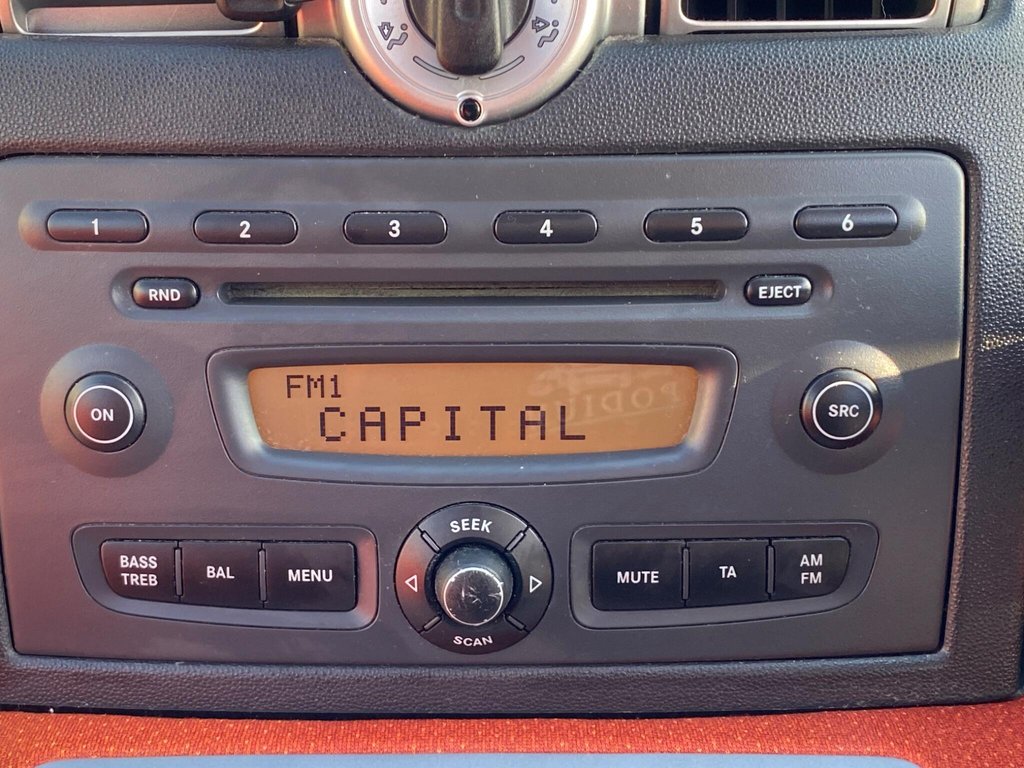 1 2 3 4 5 6
RND EJECT
ON
FM1
CAPITAL
SRC
BASS
TREB
BAL
MENU
SEEK
SCAN
MUTE
TA
AM
FM